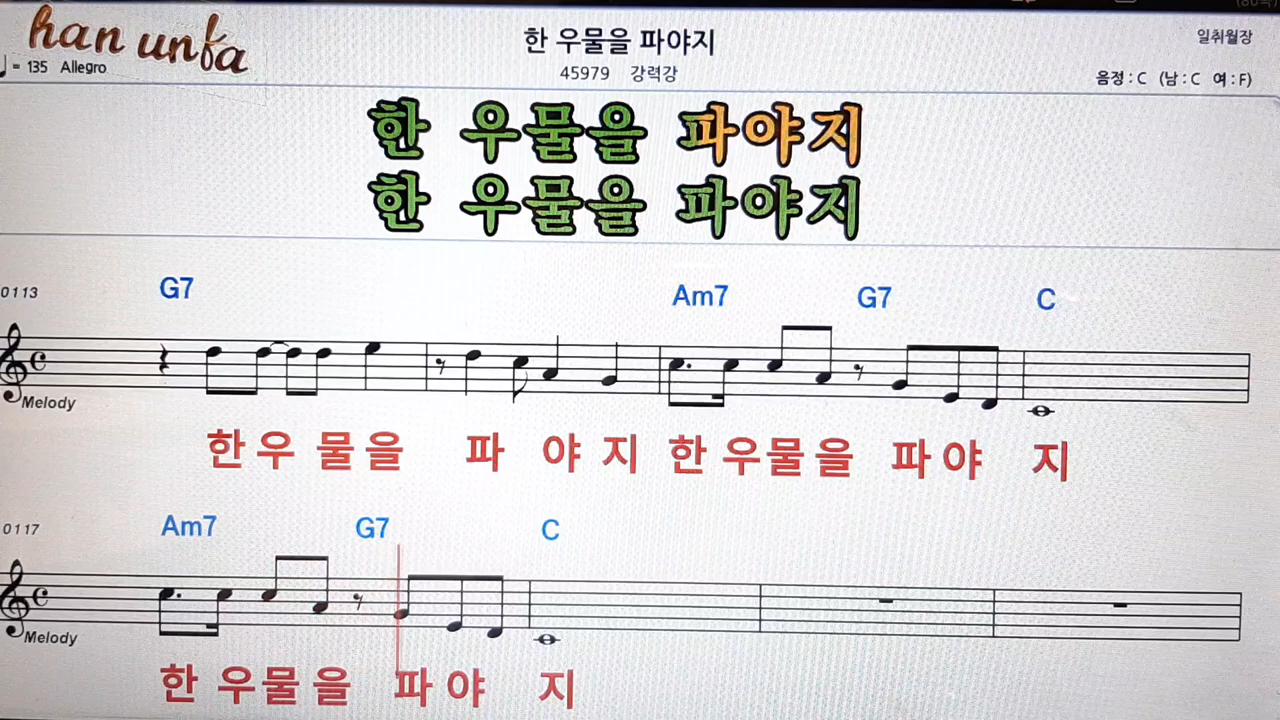 han unfa
한 우물을 파야지
일취월장
= 135 Allegro
45979 강력강
음정 : C (남 : C 여 : F)
한 우물을 파야지
한 우물을 파야지
0113 G7 Am7 G7 C
Melody
한 우 물 을 파 야 지 한 우 물 을 파 야 지
0117 Am7 G7 C
Melody
한 우 물 을 파 야 지